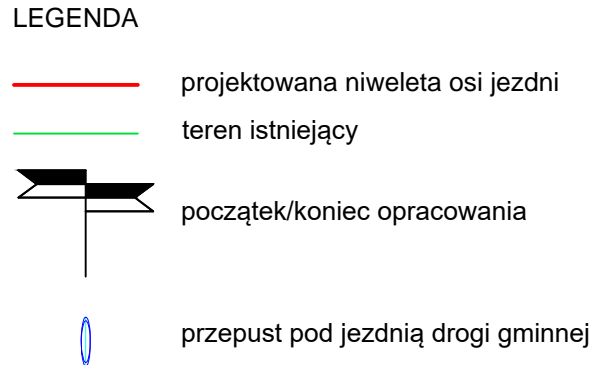 LEGENDA
projektowana niweleta osi jezdni
teren istniejący
początek/koniec opracowania
przepust pod jezdnią drogi gminnej